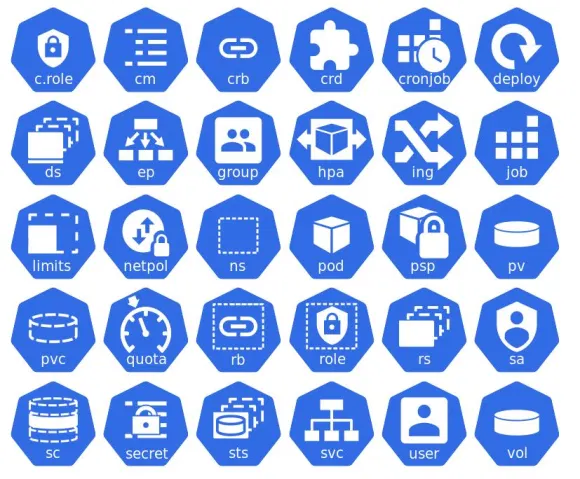 c.role cm crb crd cronjob deploy
ds ep group hpa ing job
limits netpol ns pod psp pv
pvc quota rb role rs sa
sc secret sts svc user vol